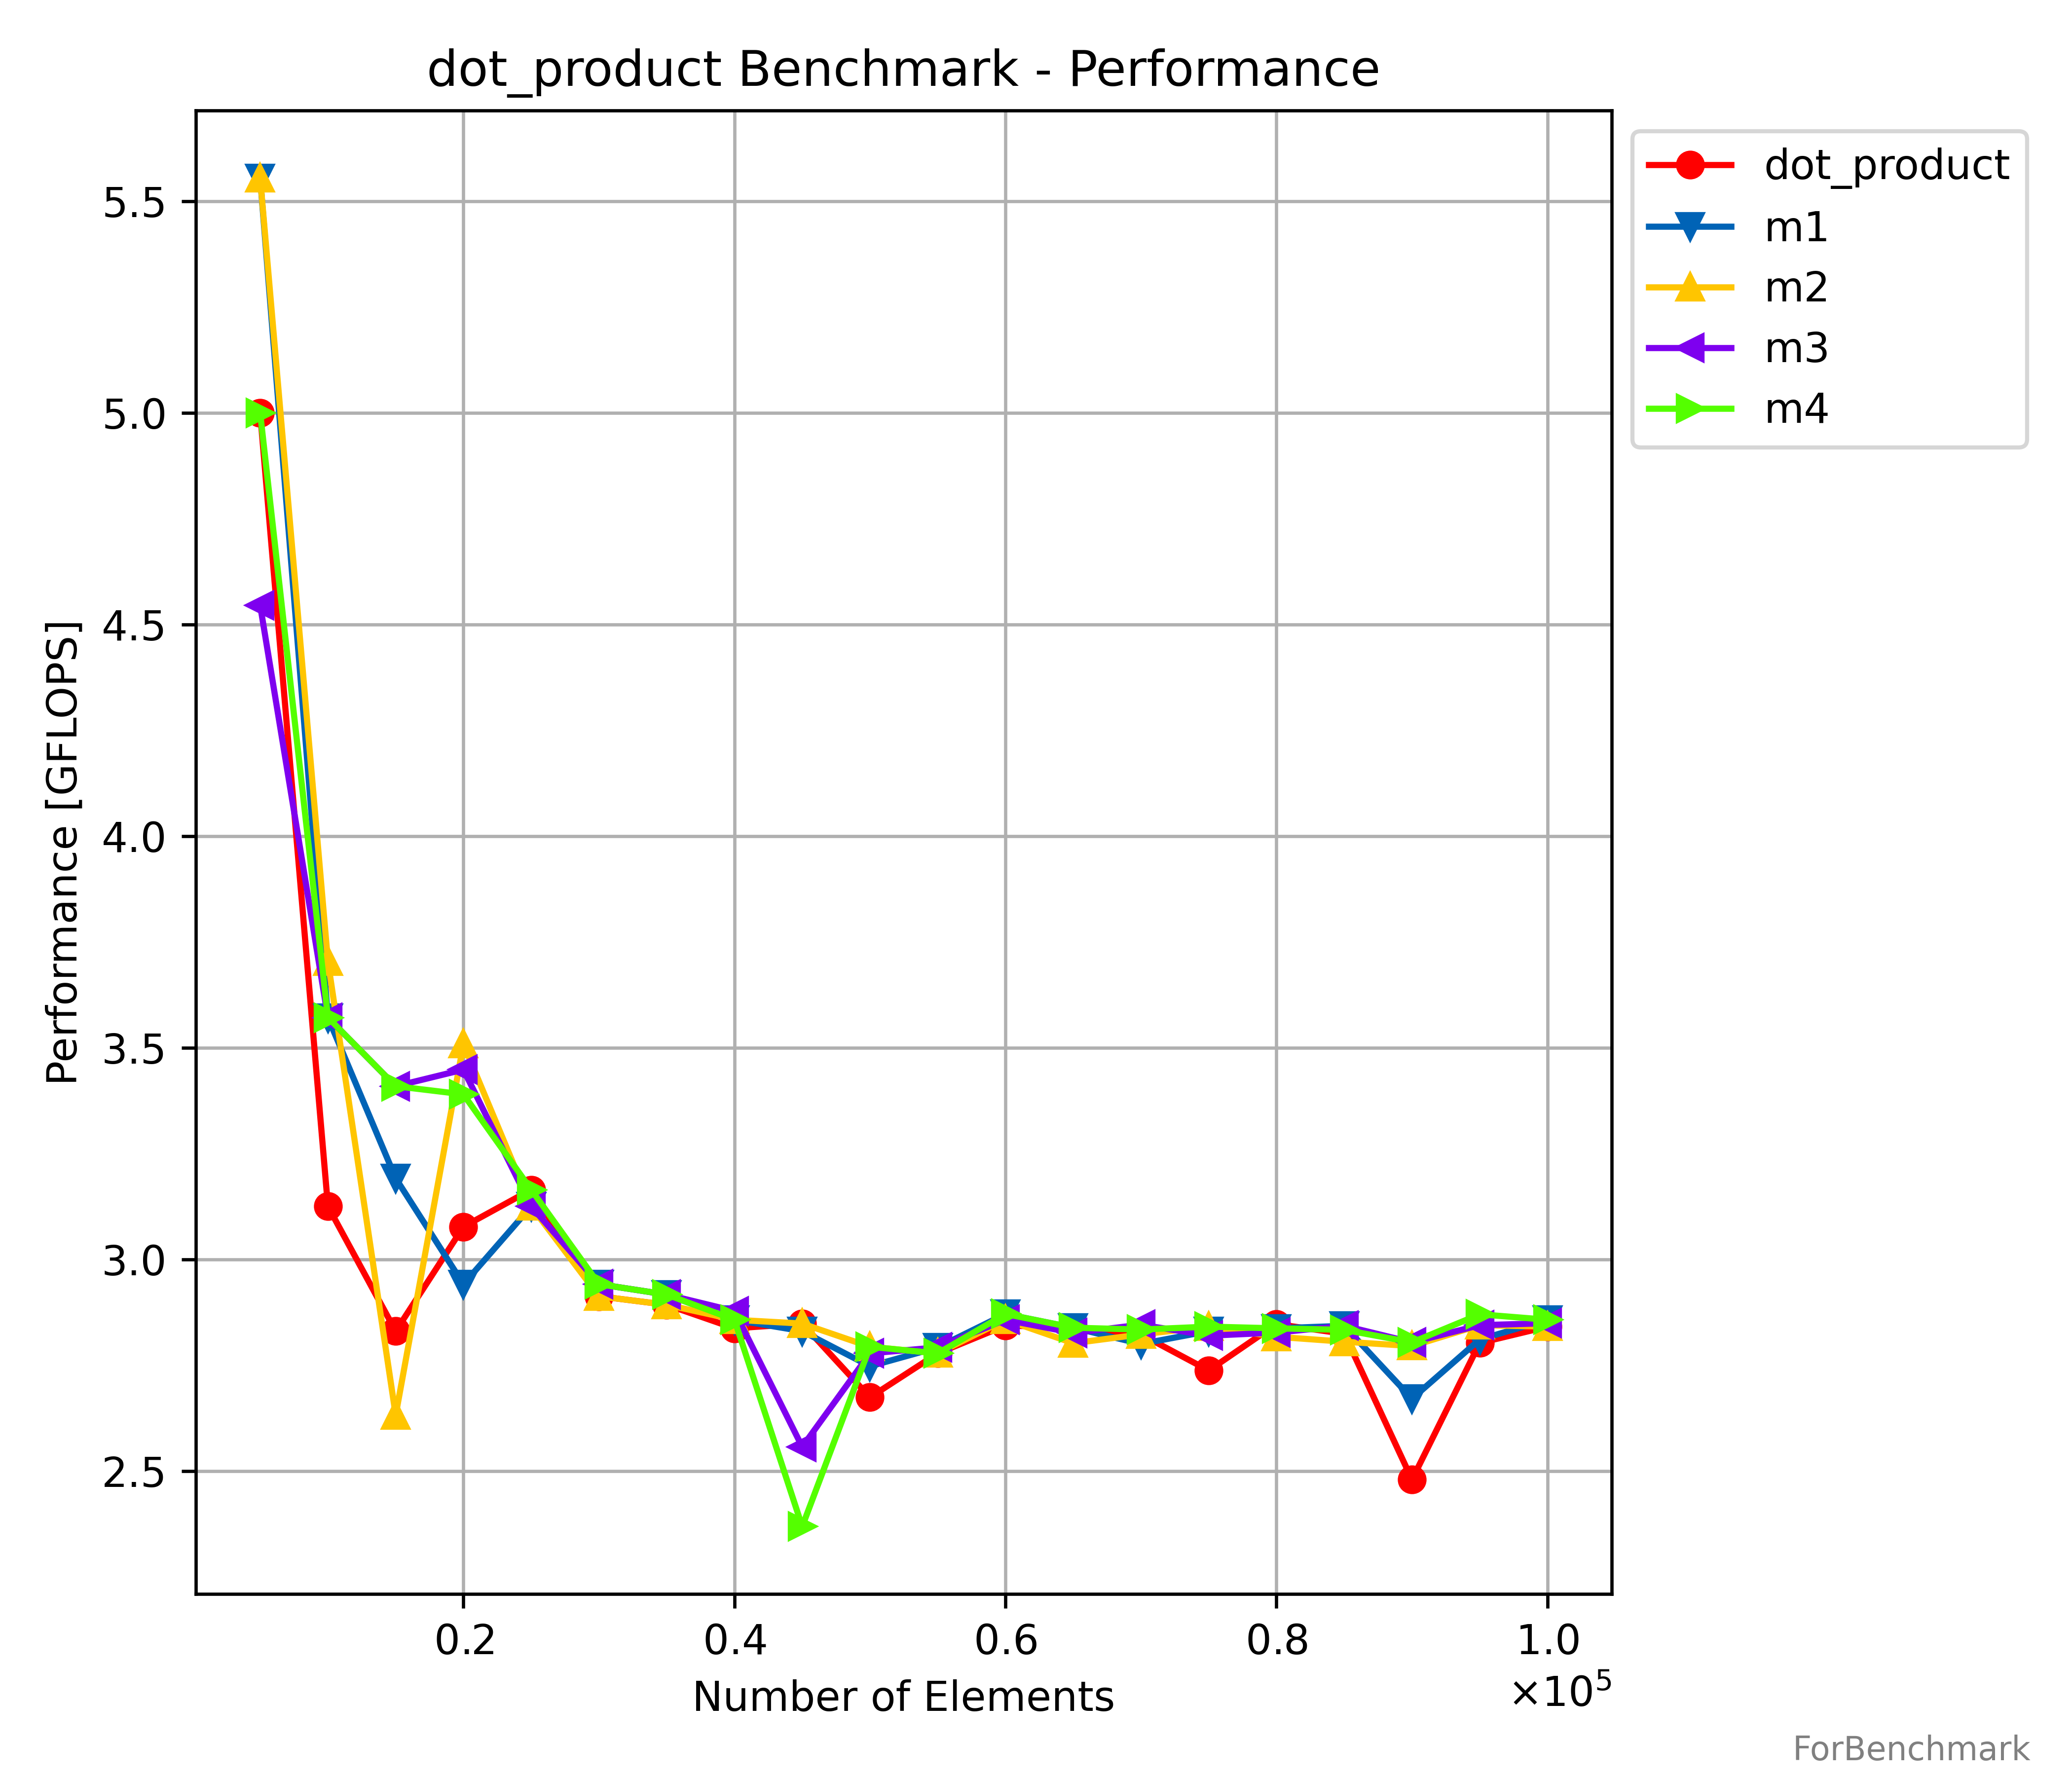 dot_product Benchmark - Performance
dot_product
m1
m2
m3
m4
Performance [GFLOPS]
5.5
5.0
4.5
4.0
3.5
3.0
2.5
0.2 0.4 0.6 0.8 1.0
×10⁵
Number of Elements
ForBenchmark